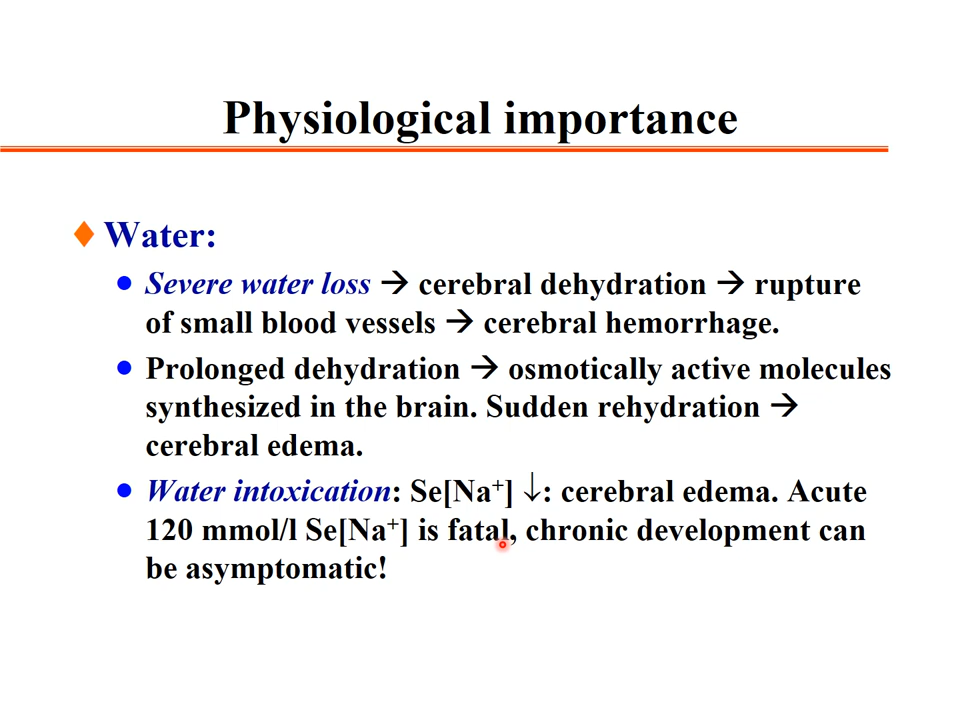 Physiological importance
Water:
Severe water loss → cerebral dehydration → rupture
of small blood vessels → cerebral hemorrhage.
Prolonged dehydration → osmotically active molecules
synthesized in the brain. Sudden rehydration →
cerebral edema.
Water intoxication: Se[Na⁺] ↓: cerebral edema. Acute
120 mmol/l Se[Na⁺] is fatal, chronic development can
be asymptomatic!